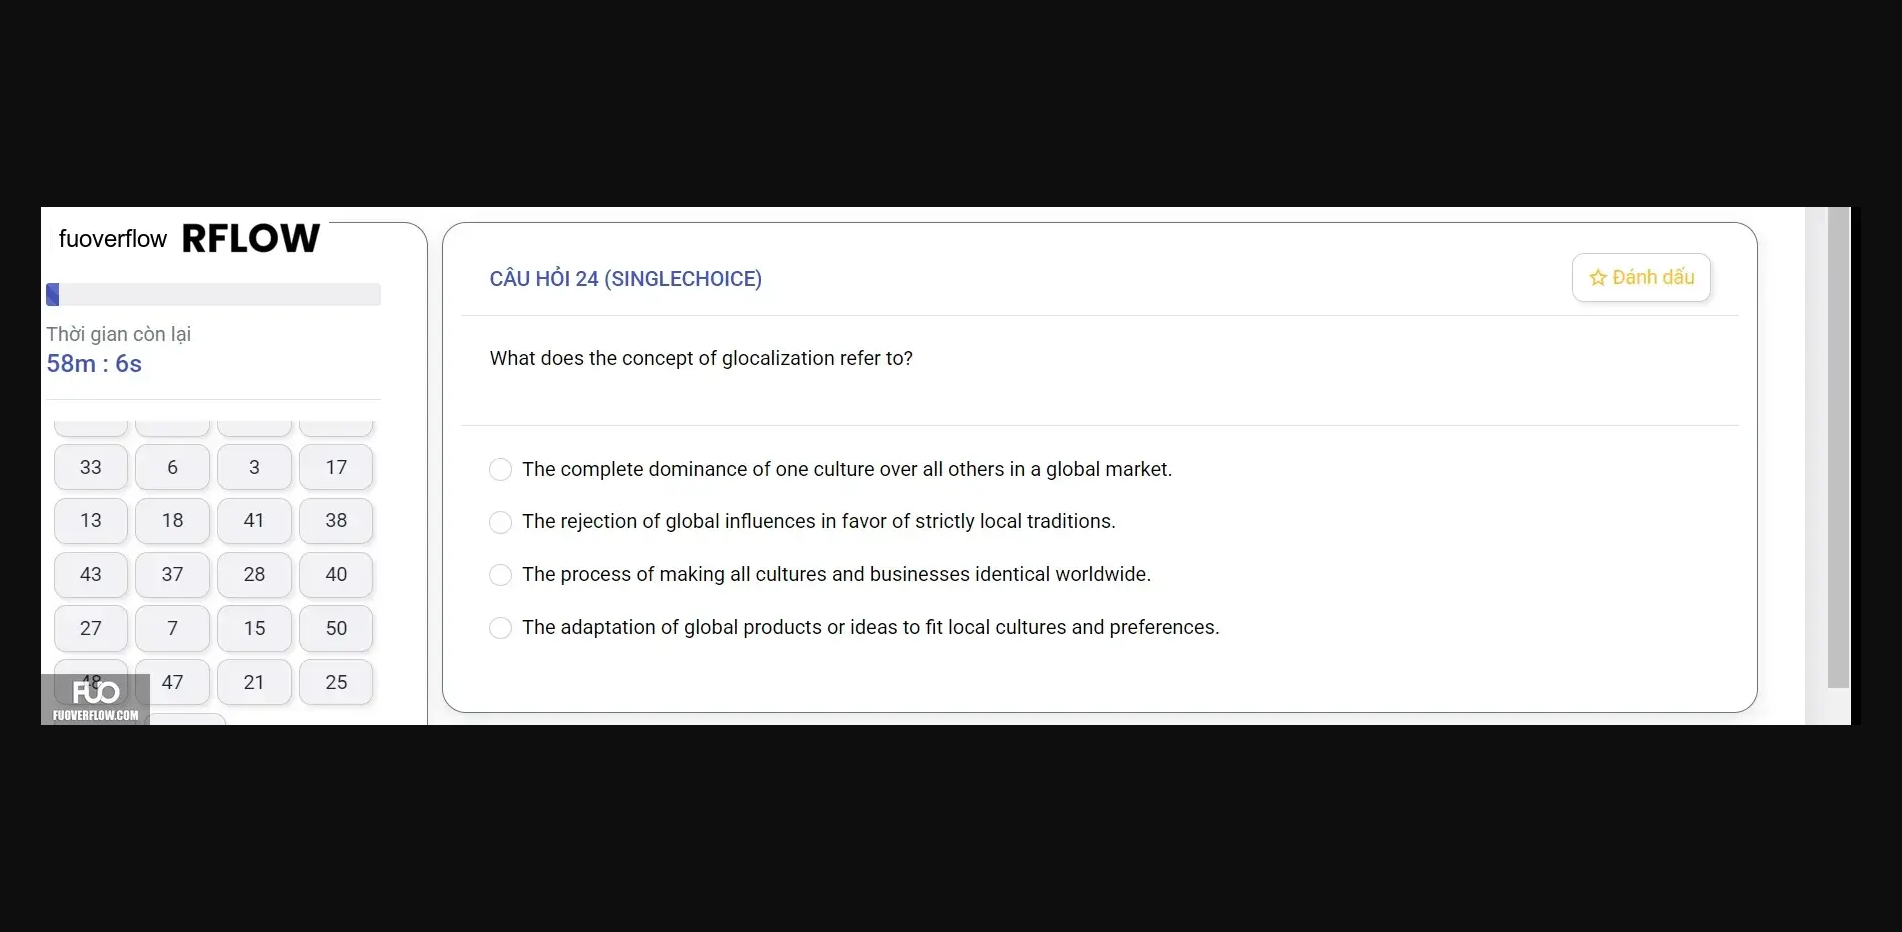 fuoverflow RFLOW
Thời gian còn lại
58m : 6s
33 6 3 17
13 18 41 38
43 37 28 40
27 7 15 50
48 47 21 25
FUO
FUOVERFLOW.COM
CÂU HỎI 24 (SINGLECHOICE)
Đánh dấu
What does the concept of glocalization refer to?
The complete dominance of one culture over all others in a global market.
The rejection of global influences in favor of strictly local traditions.
The process of making all cultures and businesses identical worldwide.
The adaptation of global products or ideas to fit local cultures and preferences.